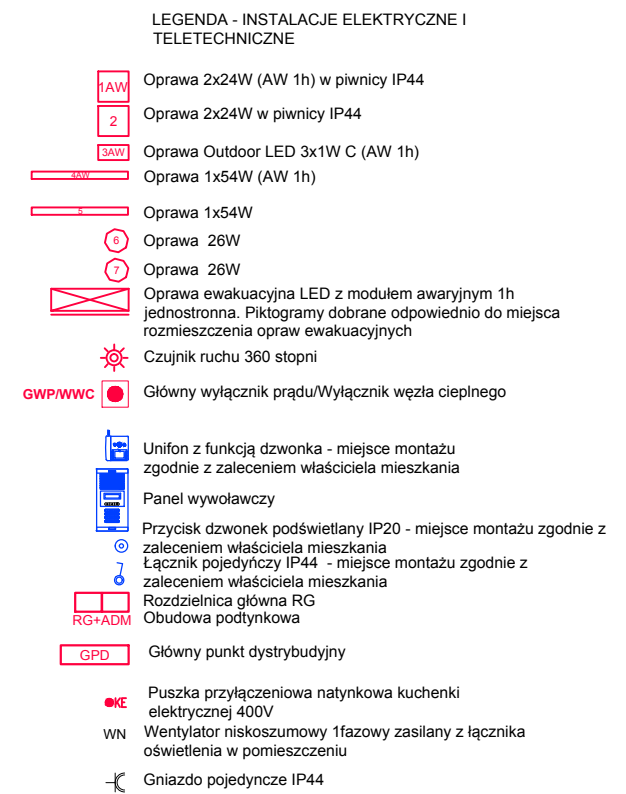 LEGENDA - INSTALACJE ELEKTRYCZNE I
TELETECHNICZNE
1AW Oprawa 2x24W (AW 1h) w piwnicy IP44
2 Oprawa 2x24W w piwnicy IP44
3AW Oprawa Outdoor LED 3x1W C (AW 1h)
4AW Oprawa 1x54W (AW 1h)
5 Oprawa 1x54W
6 Oprawa 26W
7 Oprawa 26W
Oprawa ewakuacyjna LED z modułem awaryjnym 1h
jednostronna. Piktogramy dobrane odpowiednio do miejsca
rozmieszczenia opraw ewakuacyjnych
Czujnik ruchu 360 stopni
GWP/WWC Główny wyłącznik prądu/Wyłącznik węzła cieplnego
Unifon z funkcją dzwonka - miejsce montażu
zgodnie z zaleceniem właściciela mieszkania
Panel wywoławczy
Przycisk dzwonek podświetlany IP20 - miejsce montażu zgodnie z
zaleceniem właściciela mieszkania
Łącznik pojedyńczy IP44 - miejsce montażu zgodnie z
zaleceniem właściciela mieszkania
Rozdzielnica główna RG
RG+ADM Obudowa podtynkowa
GPD Główny punkt dystrybudyjny
KE Puszka przyłączeniowa natynkowa kuchenki
elektrycznej 400V
WN Wentylator niskoszumowy 1fazowy zasilany z łącznika
oświetlenia w pomieszczeniu
Gniazdo pojedyncze IP44